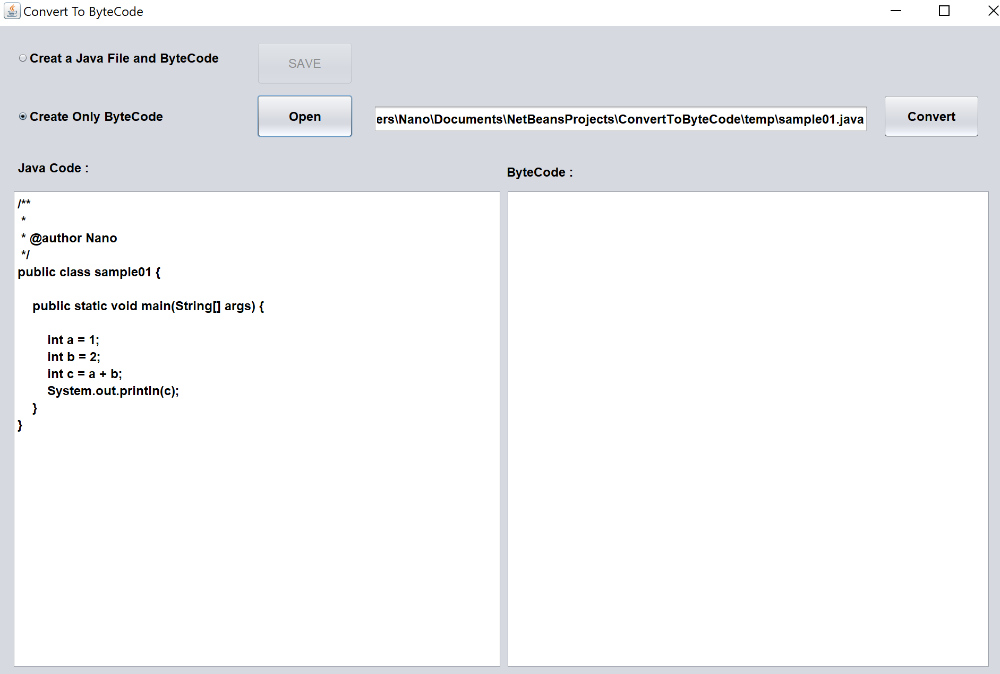 Convert To ByteCode
Creat a Java File and ByteCode
SAVE
Create Only ByteCode
Open
ers\Nano\Documents\NetBeansProjects\ConvertToByteCode\temp\sample01.java
Convert
Java Code :
ByteCode :
/**
 *
 * @author Nano
 */
public class sample01 {
    public static void main(String[] args) {
        int a = 1;
        int b = 2;
        int c = a + b;
        System.out.println(c);
    }
}